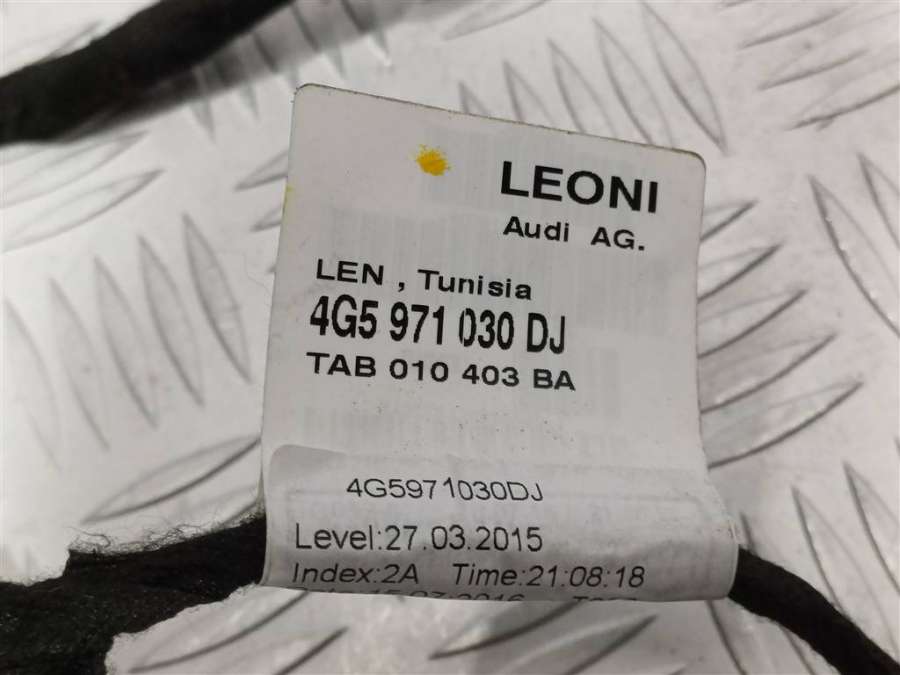 LEONI
Audi AG.
LEN , Tunisia
4G5 971 030 DJ
TAB 010 403 BA
4G5971030DJ
Level:27.03.2015
Index:2A Time:21:08:18